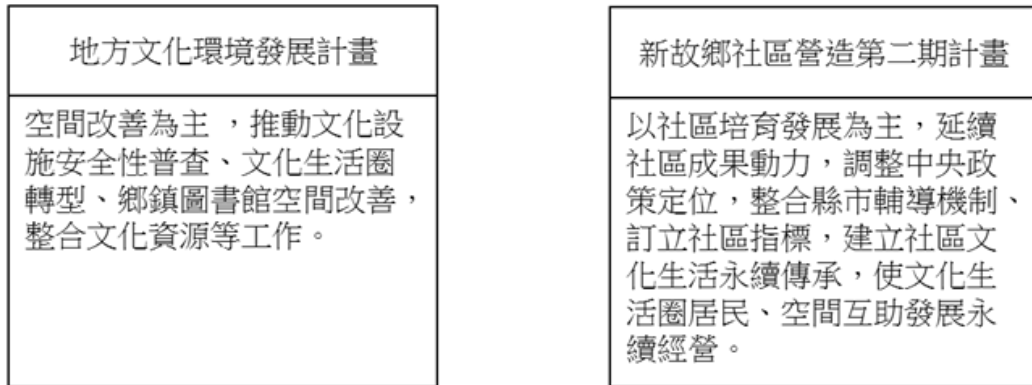 地方文化環境發展計畫
空間改善為主 ，推動文化設
施安全性普查、文化生活圈
轉型、鄉鎮圖書館空間改善，
整合文化資源等工作。
新故鄉社區營造第二期計畫
以社區培育發展為主，延續
社區成果動力，調整中央政
策定位，整合縣市輔導機制、
訂立社區指標，建立社區文
化生活永續傳承，使文化生
活圈居民、空間互助發展永
續經營。